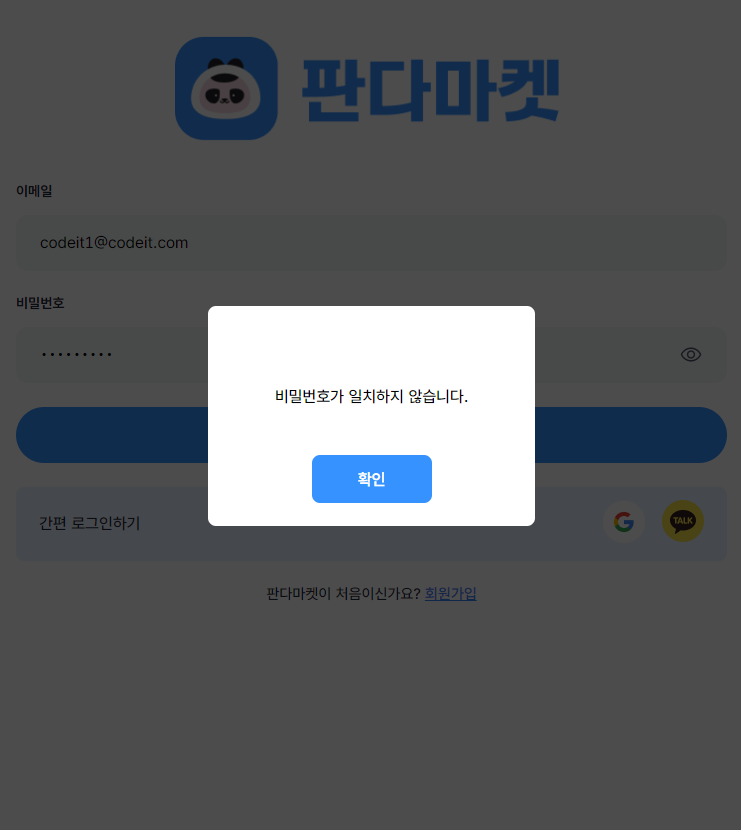 판다마켓
이메일
codeit1@codeit.com
비밀번호
•••••••••
비밀번호가 일치하지 않습니다.
확인
간편 로그인하기
TALK
판다마켓이 처음이신가요? 회원가입